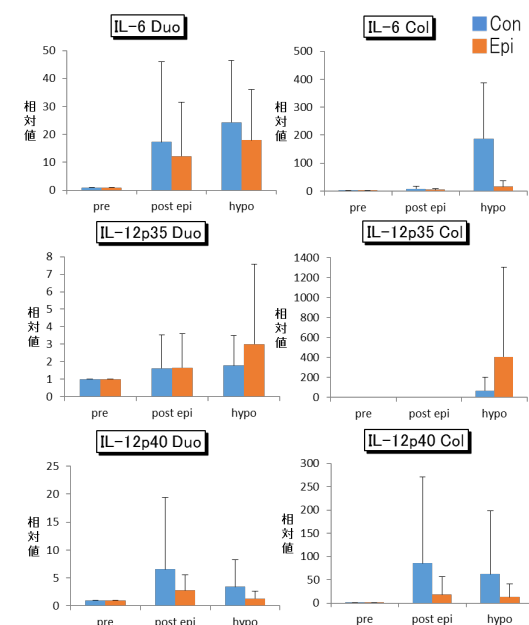 IL-6 Duo
IL-6 Col
Con
Epi
50
40
30
20
10
0
相対値
pre post epi hypo
500
400
300
200
100
0
相対値
pre post epi hypo
IL-12p35 Duo
IL-12p35 Col
8
7
6
5
4
3
2
1
0
相対値
pre post epi hypo
1400
1200
1000
800
600
400
200
0
相対値
pre post epi hypo
IL-12p40 Duo
IL-12p40 Col
25
20
15
10
5
0
相対値
pre post epi hypo
300
250
200
150
100
50
0
相対値
pre post epi hypo